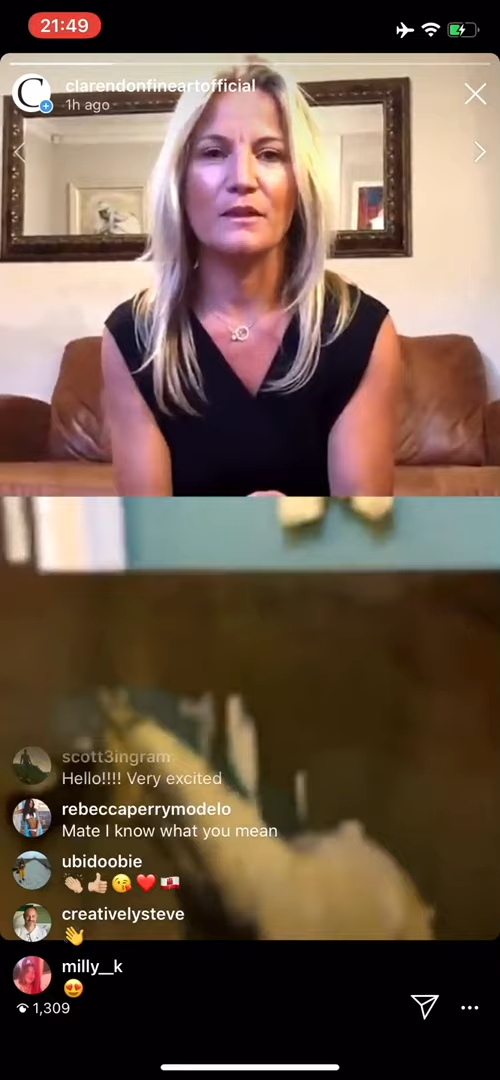 21:49
clarendonfineartofficial
1h ago
C
scott3ingram
Hello!!!! Very excited
rebeccaperrymodelo
Mate I know what you mean
ubidoobie
👏🏻👍🏻😘❤️🇬🇮
creativelysteve
👋
milly__k
😍
1,309